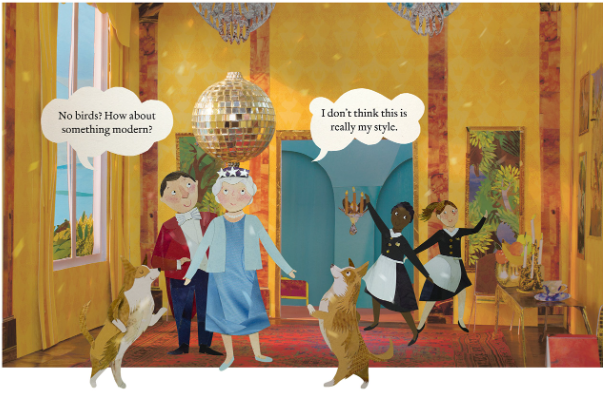 No birds? How about
something modern?
I don't think this is
really my style.